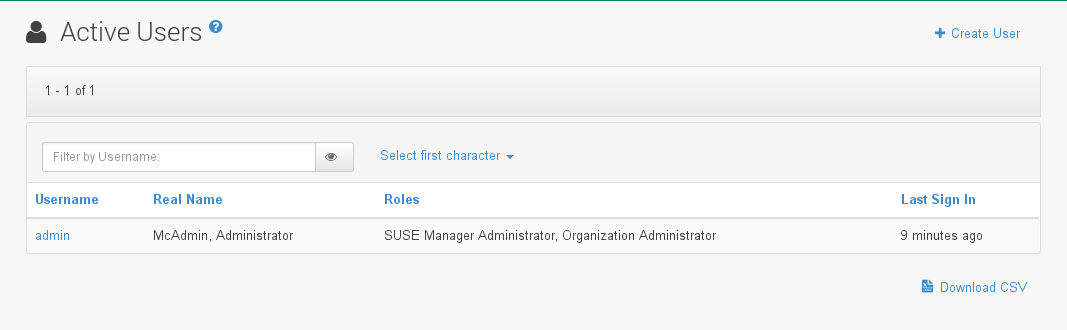 Active Users ?
Create User
1 - 1 of 1
Filter by Username:
Select first character
Username Real Name Roles Last Sign In
admin McAdmin, Administrator SUSE Manager Administrator, Organization Administrator 9 minutes ago
Download CSV